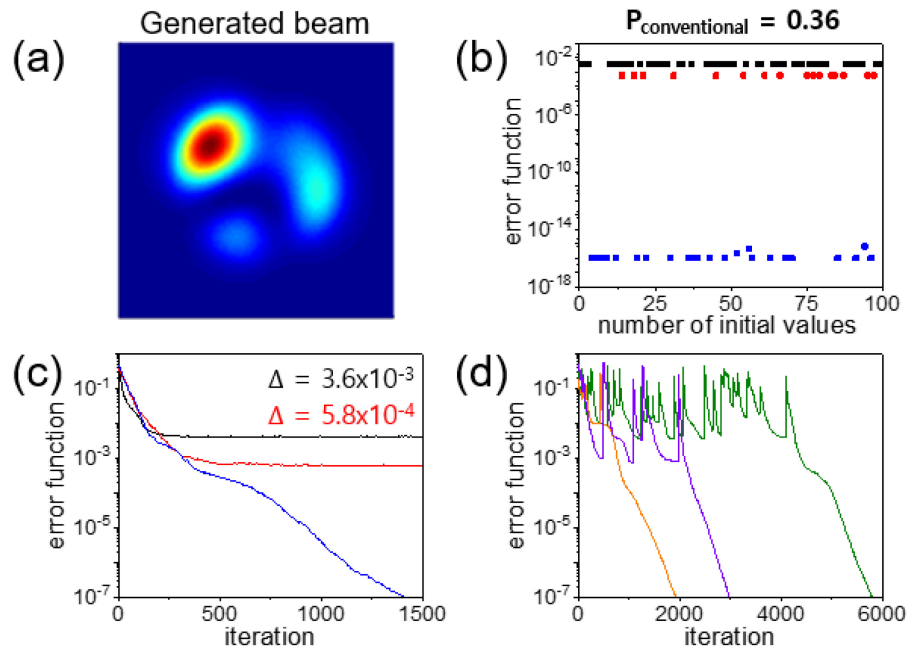 Generated beam
(a)
P_conventional = 0.36
(b)
10^-2
10^-6
10^-10
10^-14
10^-18
error function
0 25 50 75 100
number of initial values
(c)
Δ = 3.6x10^-3
Δ = 5.8x10^-4
10^-1
10^-3
10^-5
10^-7
error function
0 500 1000 1500
iteration
(d)
10^-1
10^-3
10^-5
10^-7
error function
0 2000 4000 6000
iteration